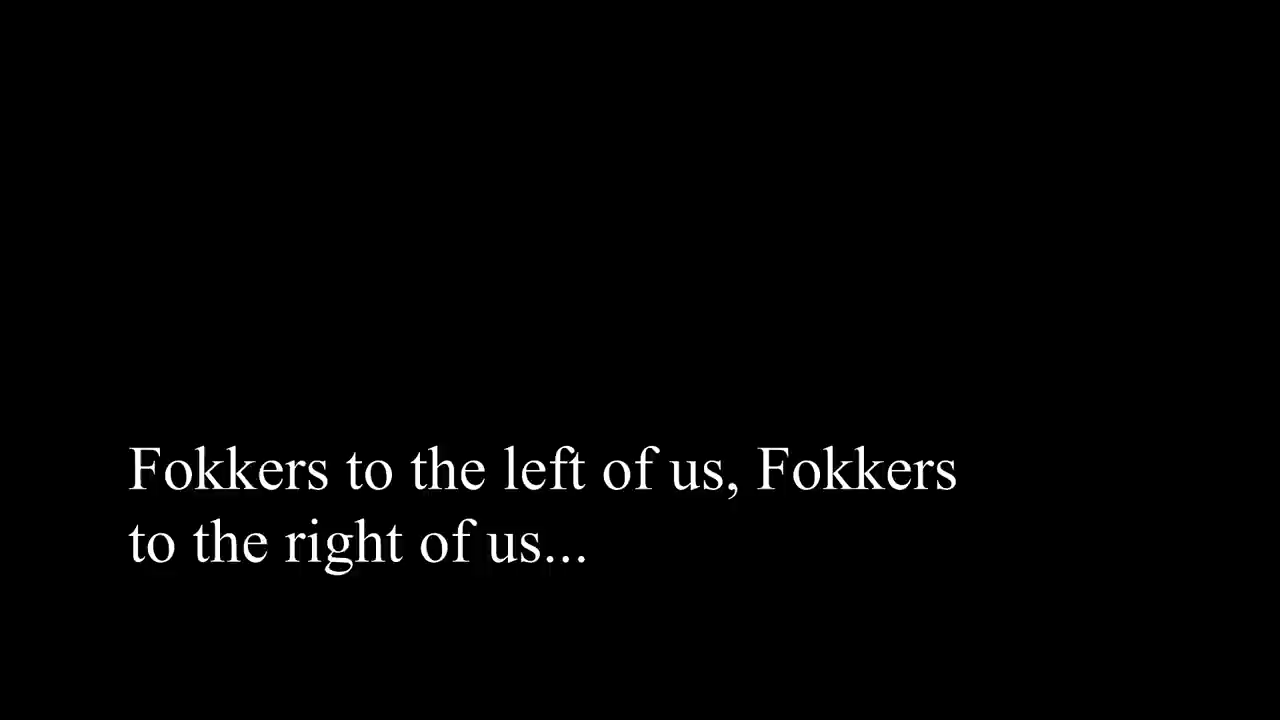 Fokkers to the left of us, Fokkers
to the right of us...